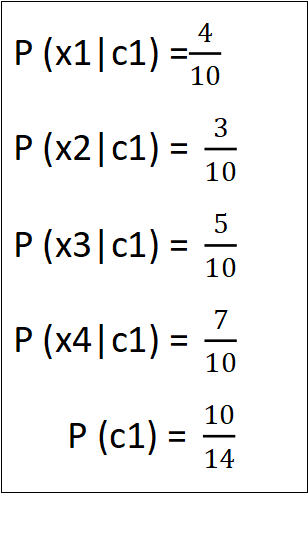 P (x1|c1) = 4/10
P (x2|c1) = 3/10
P (x3|c1) = 5/10
P (x4|c1) = 7/10
P (c1) = 10/14